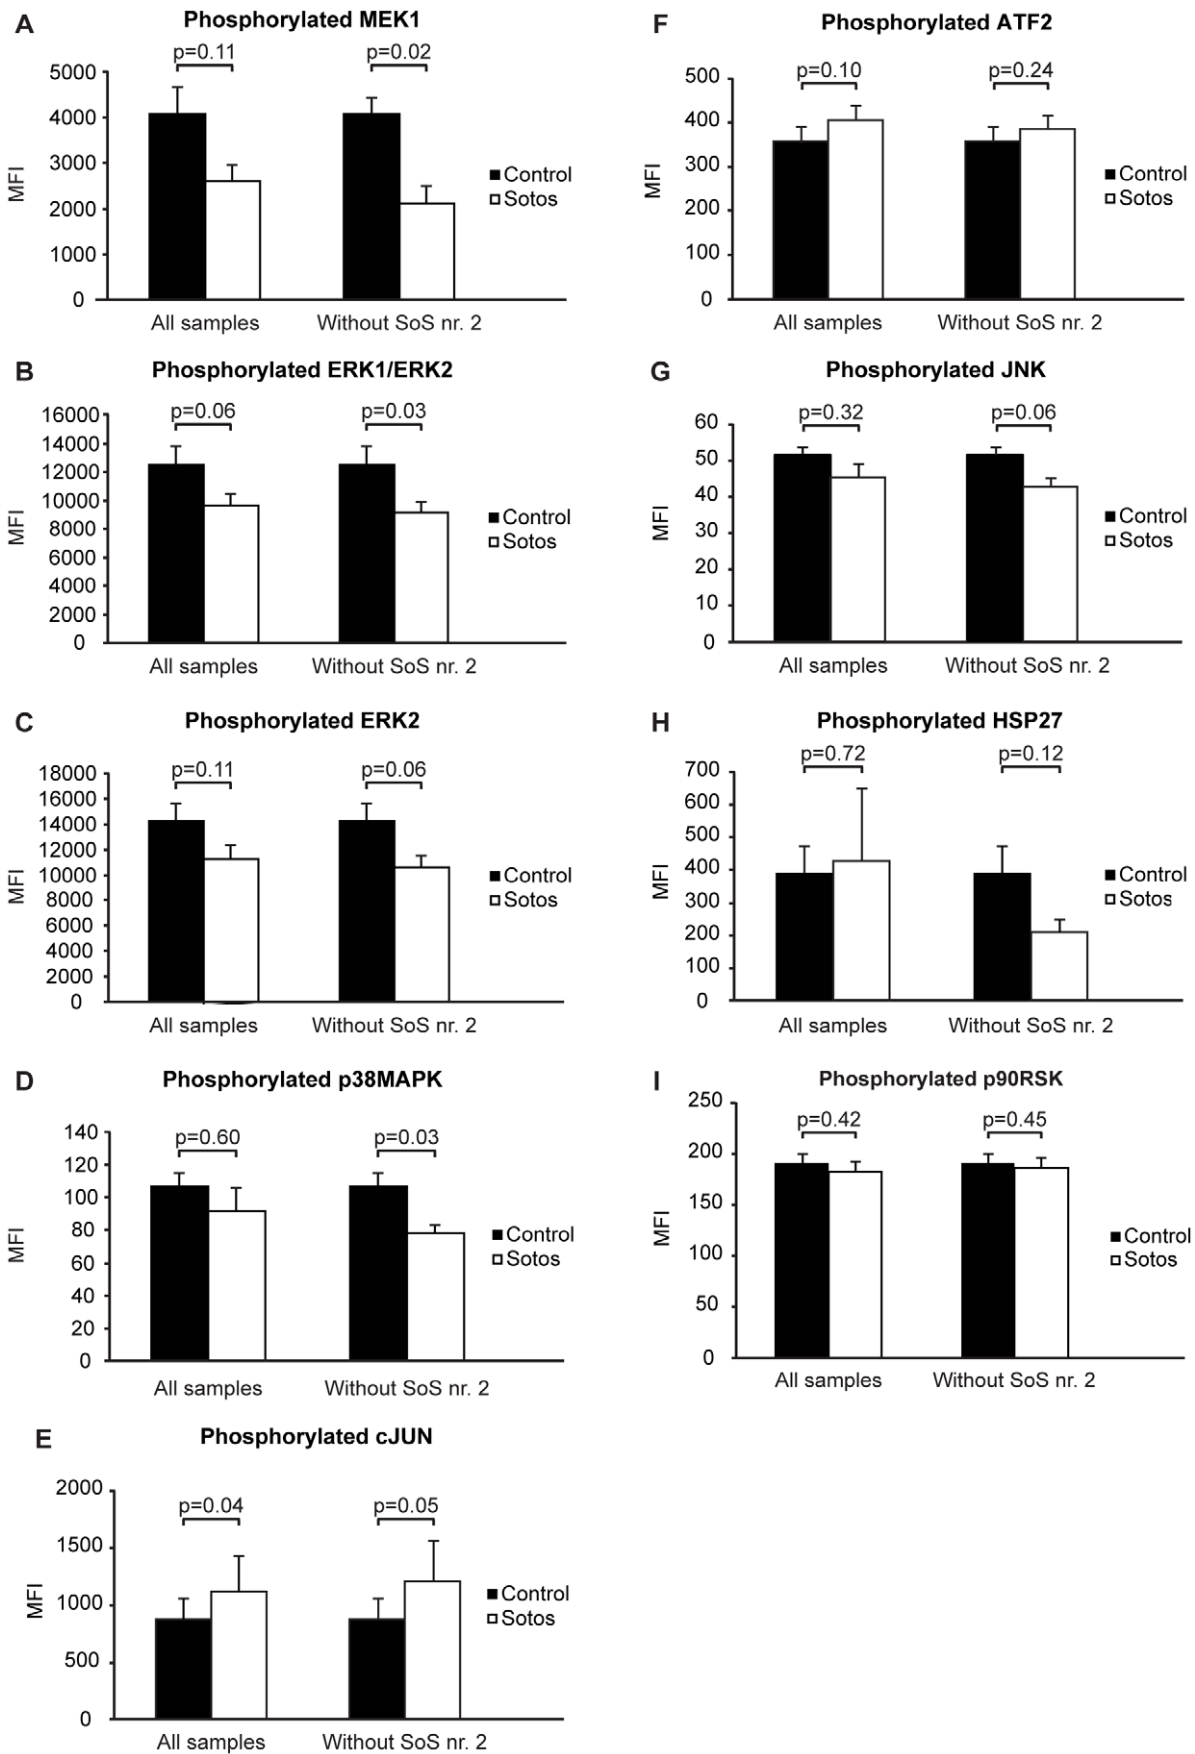 A
Phosphorylated MEK1
p=0.11
p=0.02
5000
4000
3000
2000
1000
0
MFI
Control
Sotos
All samples
Without SoS nr. 2
B
Phosphorylated ERK1/ERK2
p=0.06
p=0.03
16000
14000
12000
10000
8000
6000
4000
2000
0
MFI
Control
Sotos
All samples
Without SoS nr. 2
C
Phosphorylated ERK2
p=0.11
p=0.06
18000
16000
14000
12000
10000
8000
6000
4000
2000
0
MFI
Control
Sotos
All samples
Without SoS nr. 2
D
Phosphorylated p38MAPK
p=0.60
p=0.03
140
120
100
80
60
40
20
0
MFI
Control
Sotos
All samples
Without SoS nr. 2
E
Phosphorylated cJUN
p=0.04
p=0.05
2000
1500
1000
500
0
MFI
Control
Sotos
All samples
Without SoS nr. 2
F
Phosphorylated ATF2
p=0.10
p=0.24
500
400
300
200
100
0
MFI
Control
Sotos
All samples
Without SoS nr. 2
G
Phosphorylated JNK
p=0.32
p=0.06
60
50
40
30
20
10
0
MFI
Control
Sotos
All samples
Without SoS nr. 2
H
Phosphorylated HSP27
p=0.72
p=0.12
700
600
500
400
300
200
100
0
MFI
Control
Sotos
All samples
Without SoS nr. 2
I
Phosphorylated p90RSK
p=0.42
p=0.45
250
200
150
100
50
0
MFI
Control
Sotos
All samples
Without SoS nr. 2